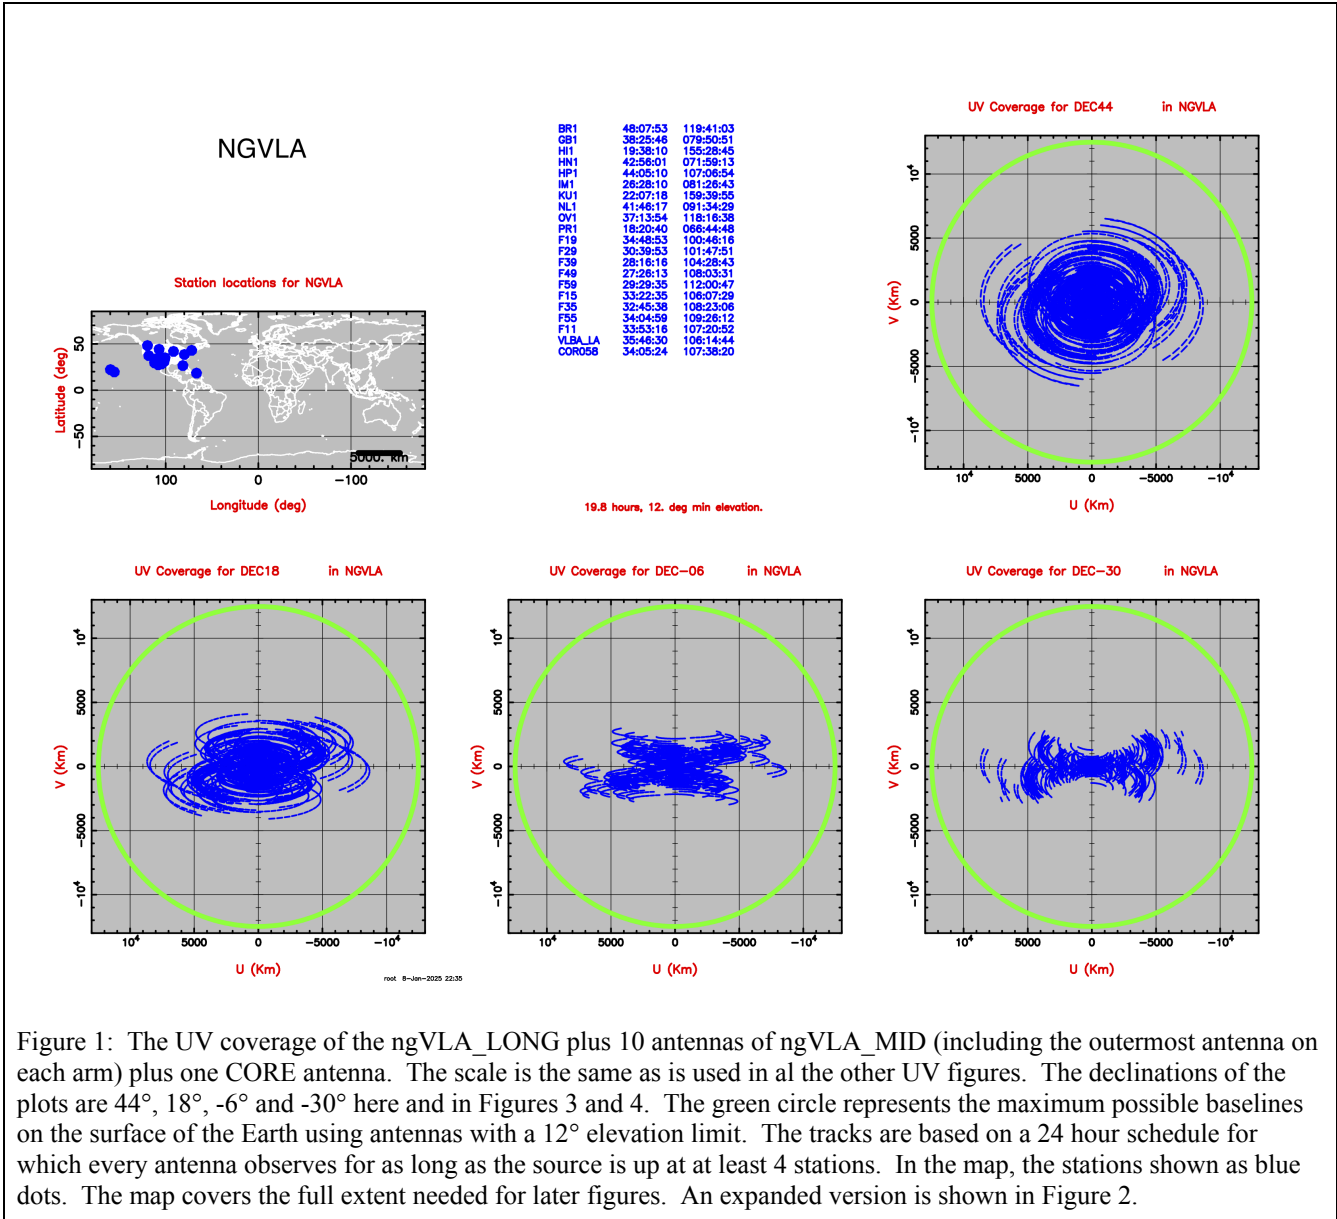 NGVLA
BR1 48:07:53 119:41:03
GB1 38:25:46 079:50:51
HI1 19:38:10 155:28:45
HN1 42:56:01 071:59:13
HP1 44:05:10 107:06:54
IM1 26:28:10 081:26:43
KU1 22:07:18 159:39:55
NL1 41:46:17 091:34:29
OV1 37:13:54 118:16:38
PR1 18:20:40 066:44:48
F19 34:48:53 100:46:16
F29 30:39:53 101:47:51
F39 28:16:16 104:28:43
F49 27:26:13 108:03:31
F59 29:29:35 112:00:47
F15 33:22:35 106:07:29
F35 32:45:38 108:23:06
F55 34:04:59 109:26:12
F11 33:53:16 107:20:52
VLBA_LA 35:46:30 106:14:44
COR058 34:05:24 107:38:20
19.8 hours, 12. deg min elevation.
Station locations for NGVLA
Latitude (deg)
50
0
−50
5000. km
100 0 −100
Longitude (deg)
UV Coverage for DEC44 in NGVLA
V (Km)
10⁴
5000
0
−5000
−10⁴
10⁴ 5000 0 −5000 −10⁴
U (Km)
UV Coverage for DEC18 in NGVLA
V (Km)
10⁴
5000
0
−5000
−10⁴
10⁴ 5000 0 −5000 −10⁴
U (Km)
UV Coverage for DEC−06 in NGVLA
V (Km)
10⁴
5000
0
−5000
−10⁴
10⁴ 5000 0 −5000 −10⁴
U (Km)
UV Coverage for DEC−30 in NGVLA
V (Km)
10⁴
5000
0
−5000
−10⁴
10⁴ 5000 0 −5000 −10⁴
U (Km)
root 8−Jan−2025 22:35
Figure 1: The UV coverage of the ngVLA_LONG plus 10 antennas of ngVLA_MID (including the outermost antenna on
each arm) plus one CORE antenna. The scale is the same as is used in al the other UV figures. The declinations of the
plots are 44°, 18°, -6° and -30° here and in Figures 3 and 4. The green circle represents the maximum possible baselines
on the surface of the Earth using antennas with a 12° elevation limit. The tracks are based on a 24 hour schedule for
which every antenna observes for as long as the source is up at at least 4 stations. In the map, the stations shown as blue
dots. The map covers the full extent needed for later figures. An expanded version is shown in Figure 2.